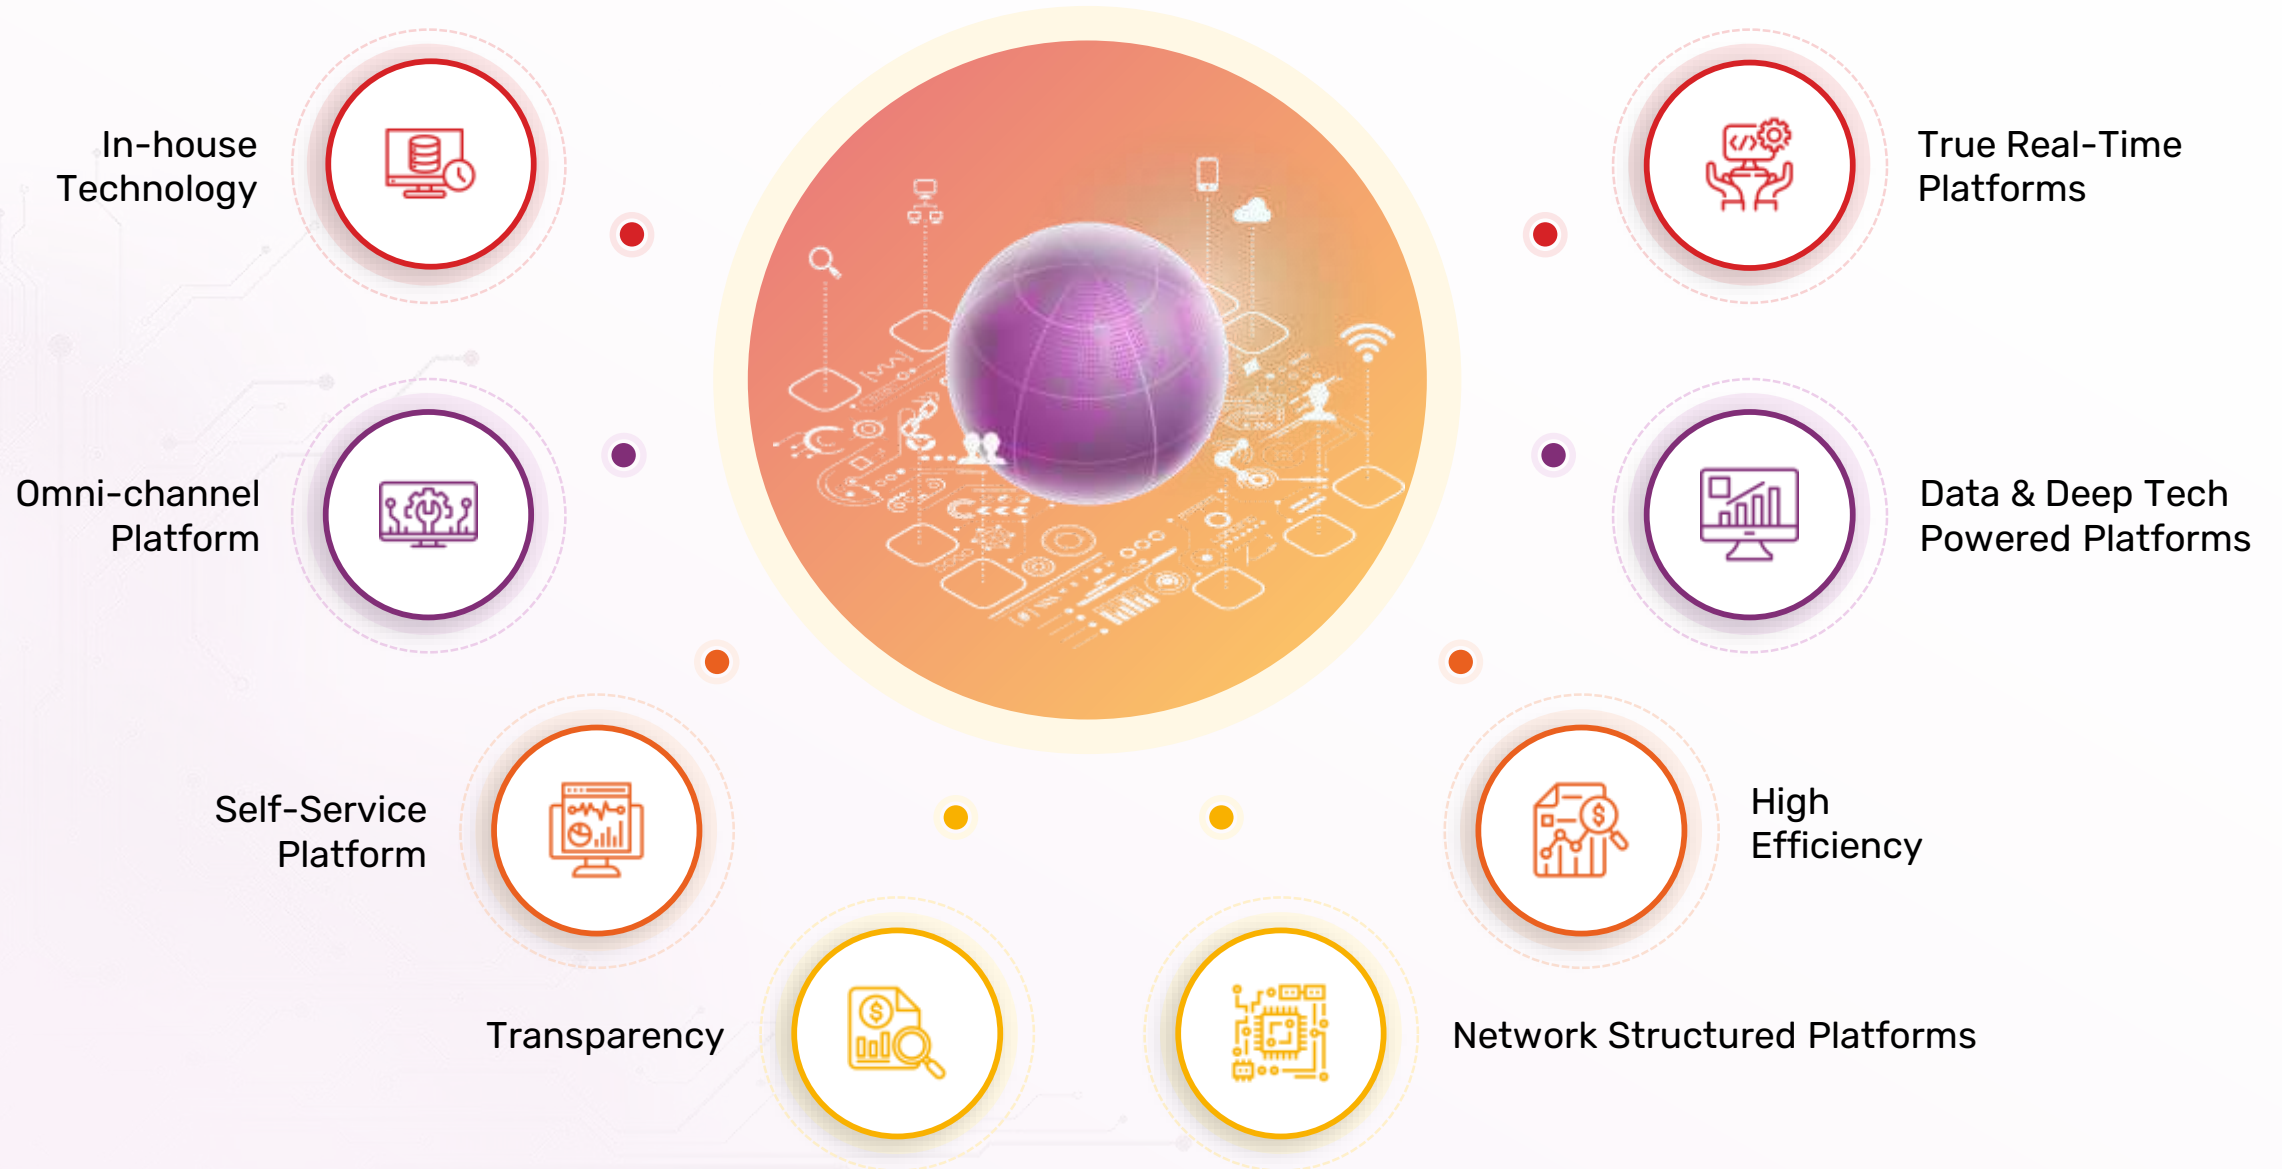 In-house
Technology
True Real-Time
Platforms
Omni-channel
Platform
Data & Deep Tech
Powered Platforms
Self-Service
Platform
High
Efficiency
Transparency
Network Structured Platforms